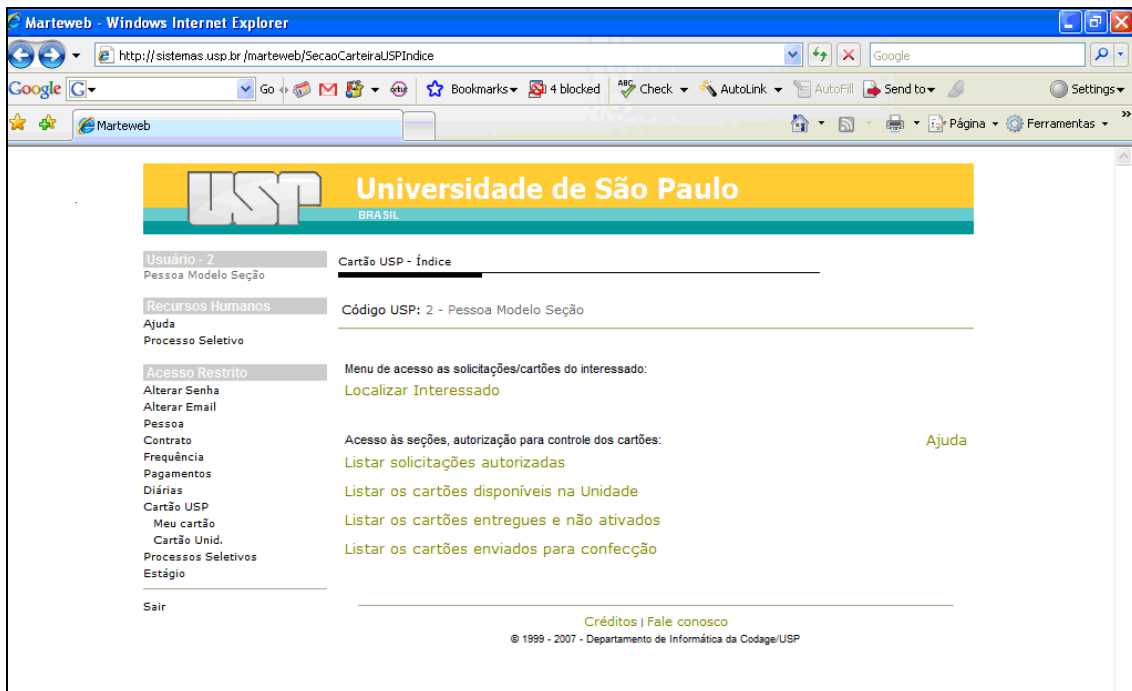 Marteweb - Windows Internet Explorer
http://sistemas.usp.br/marteweb/SecaoCarteiraUSPIndice
Google
Google G Go Bookmarks 4 blocked ABC Check AutoLink AutoFill Send to Settings
Marteweb Página Ferramentas »
USP
Universidade de São Paulo
BRASIL
Usuário - 2
Pessoa Modelo Seção
Recursos Humanos
Ajuda
Processo Seletivo
Acesso Restrito
Alterar Senha
Alterar Email
Pessoa
Contrato
Frequência
Pagamentos
Diárias
Cartão USP
Meu cartão
Cartão Unid.
Processos Seletivos
Estágio
Sair
Cartão USP - Índice
Código USP: 2 - Pessoa Modelo Seção
Menu de acesso as solicitações/cartões do interessado:
Localizar Interessado
Acesso às seções, autorização para controle dos cartões: Ajuda
Listar solicitações autorizadas
Listar os cartões disponíveis na Unidade
Listar os cartões entregues e não ativados
Listar os cartões enviados para confecção
Créditos | Fale conosco
© 1999 - 2007 - Departamento de Informática da Codage/USP